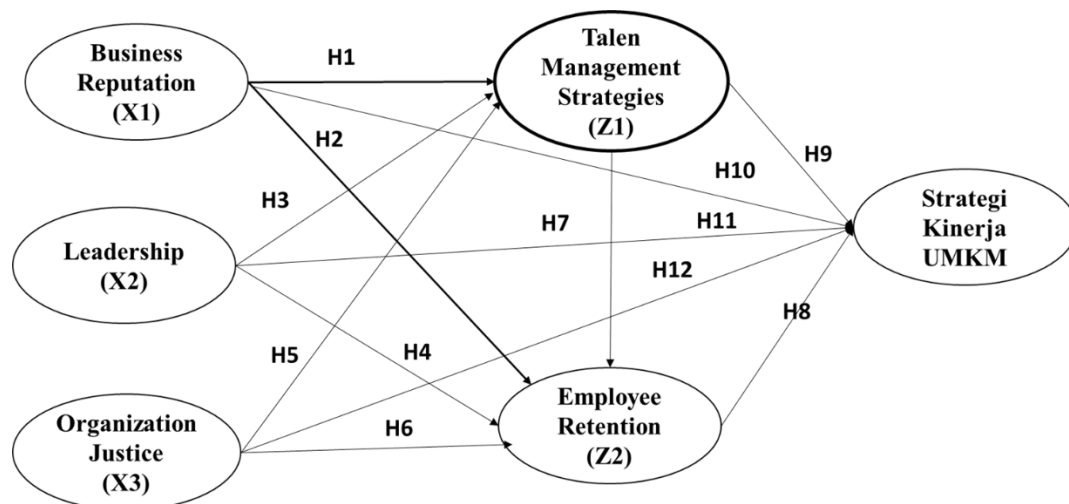 Business
Reputation
(X1)
H1
Talen
Management
Strategies
(Z1)
H2
H10
H9
H3
Leadership
(X2)
H7
H11
Strategi
Kinerja
UMKM
H12
H5
H4
H8
Organization
Justice
(X3)
H6
Employee
Retention
(Z2)